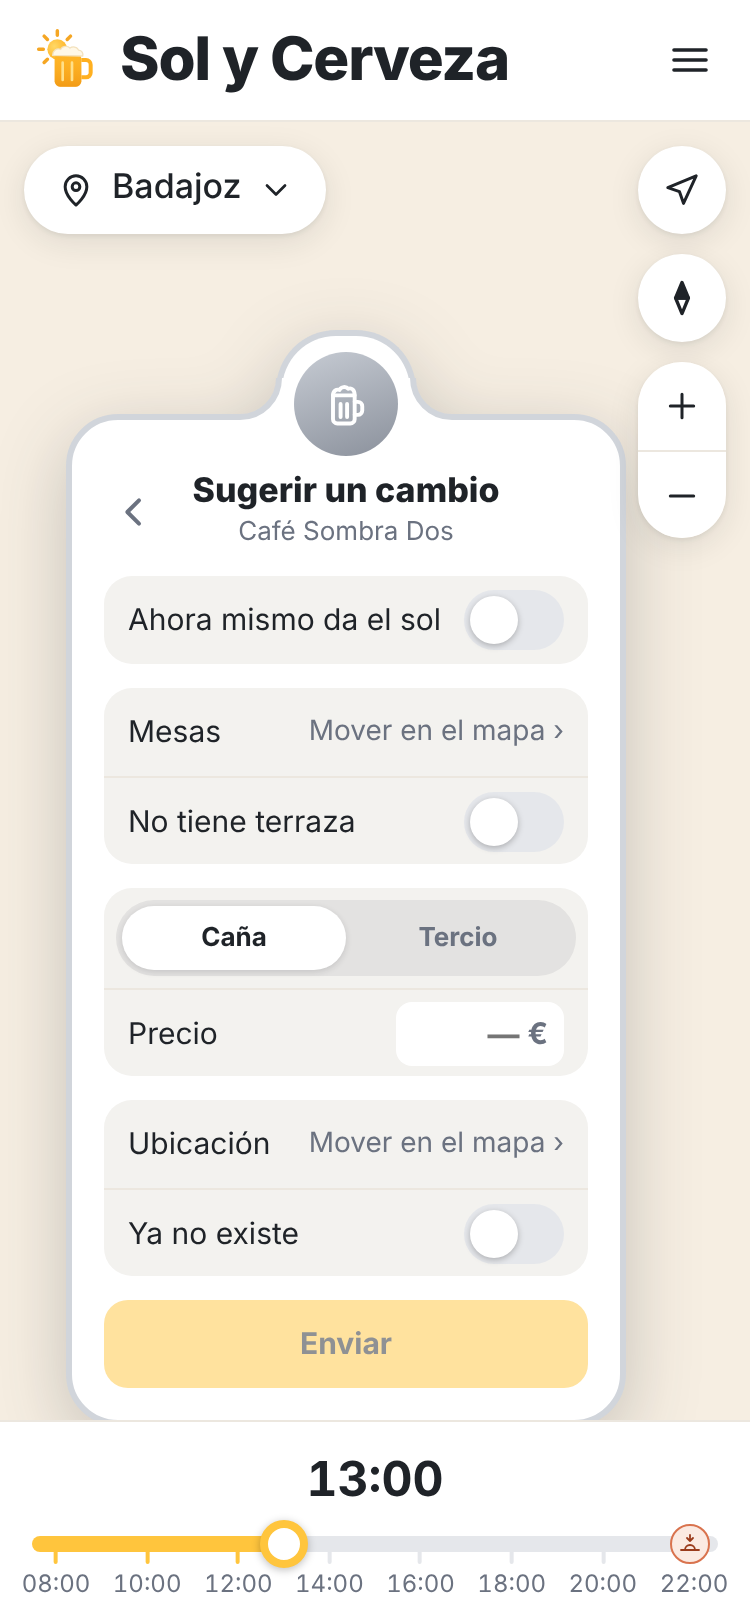 Sol y Cerveza
Badajoz
Sugerir un cambio
Café Sombra Dos
Ahora mismo da el sol
Mesas Mover en el mapa ›
No tiene terraza
Caña Tercio
Precio — €
Ubicación Mover en el mapa ›
Ya no existe
Enviar
13:00
08:00 10:00 12:00 14:00 16:00 18:00 20:00 22:00